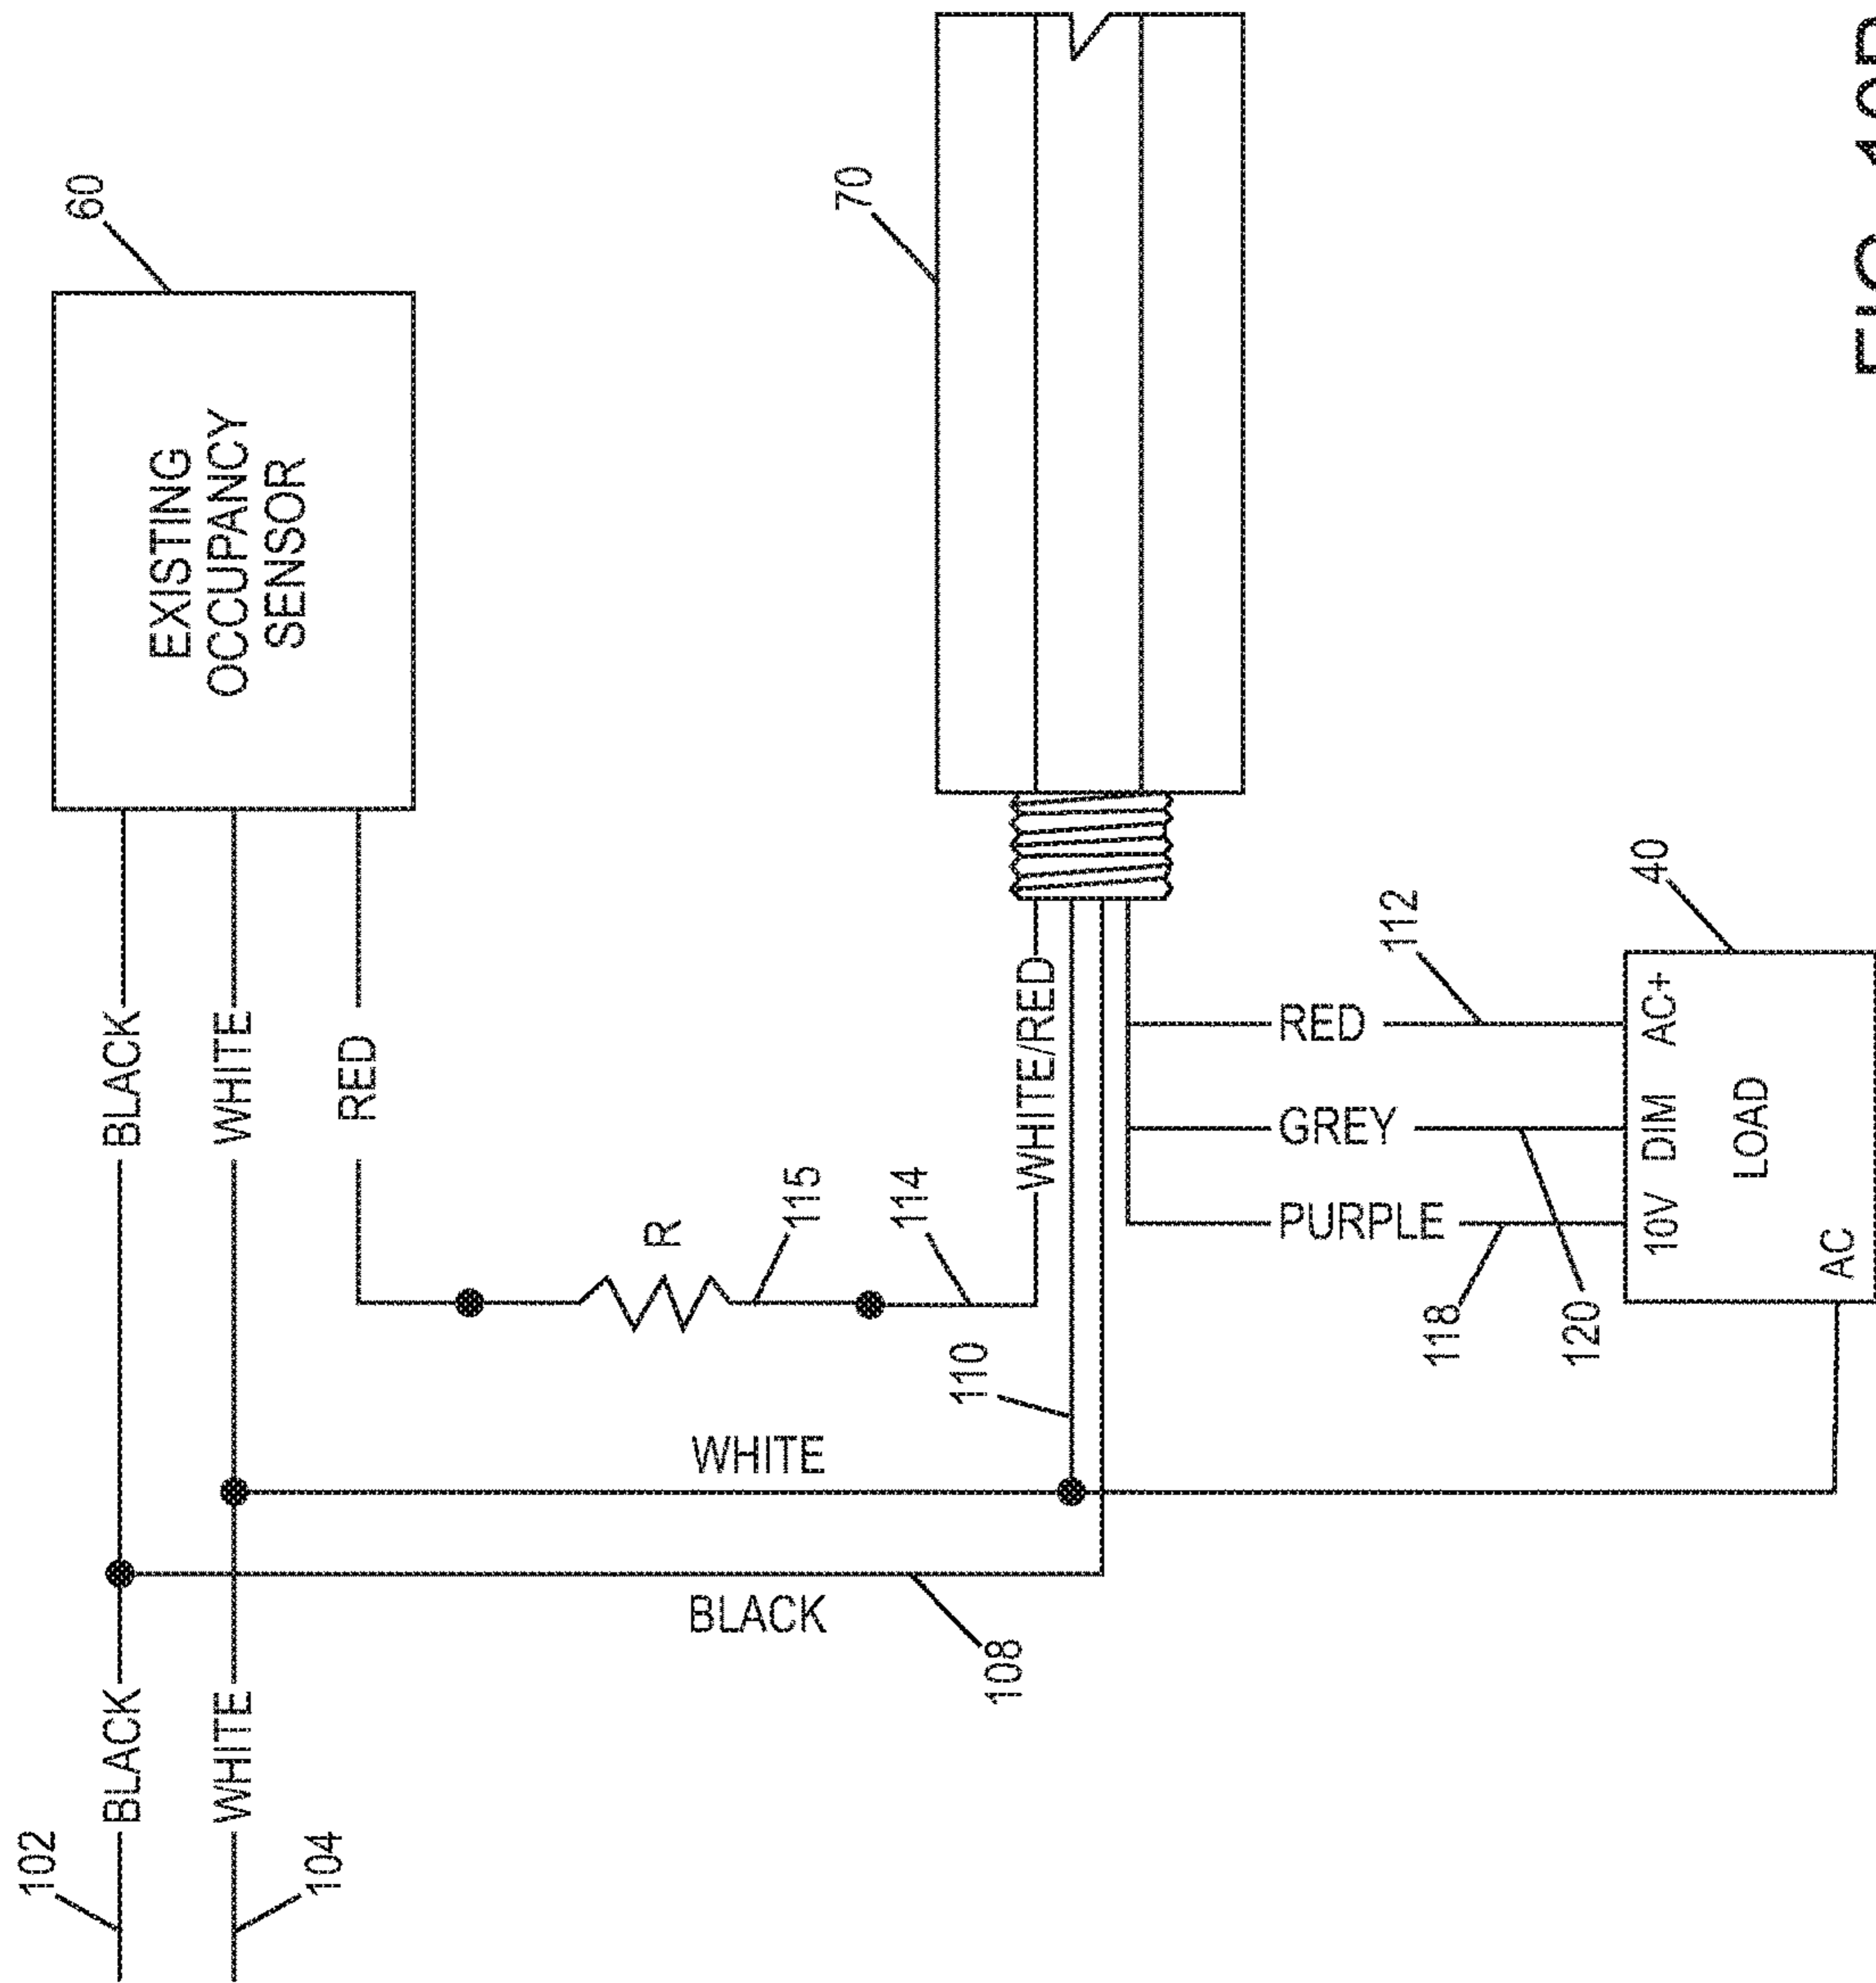 102
60
BLACK
BLACK
EXISTING
OCCUPANCY
SENSOR
WHITE
WHITE
104
RED
R
WHITE
BLACK
115
70
114
110
108
WHITE/RED
RED
GREY
PURPLE
112
118
120
40
10V DIM AC+
LOAD
AC